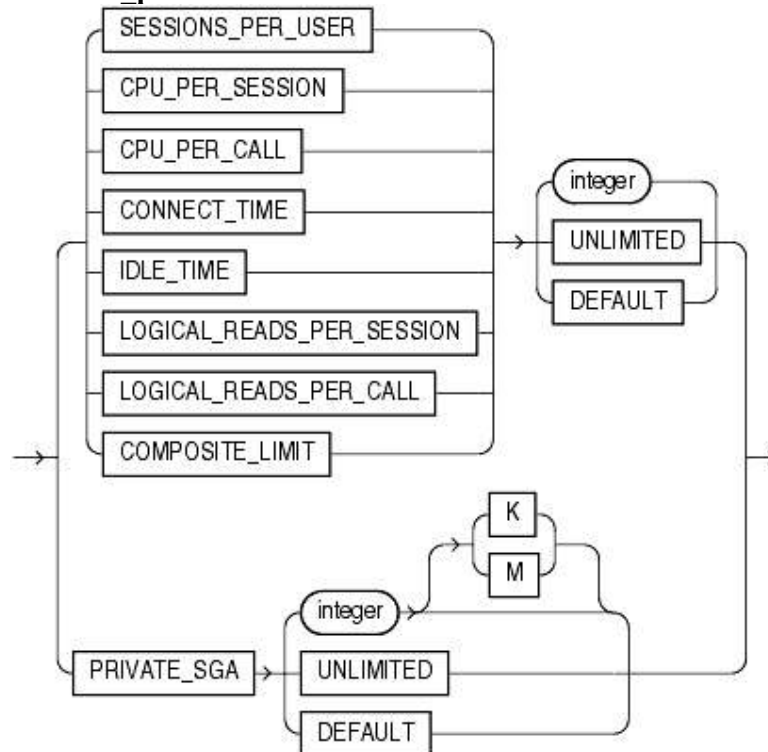 SESSIONS_PER_USER
CPU_PER_SESSION
CPU_PER_CALL
CONNECT_TIME
IDLE_TIME
LOGICAL_READS_PER_SESSION
LOGICAL_READS_PER_CALL
COMPOSITE_LIMIT
integer
UNLIMITED
DEFAULT
PRIVATE_SGA
integer
K
M
UNLIMITED
DEFAULT